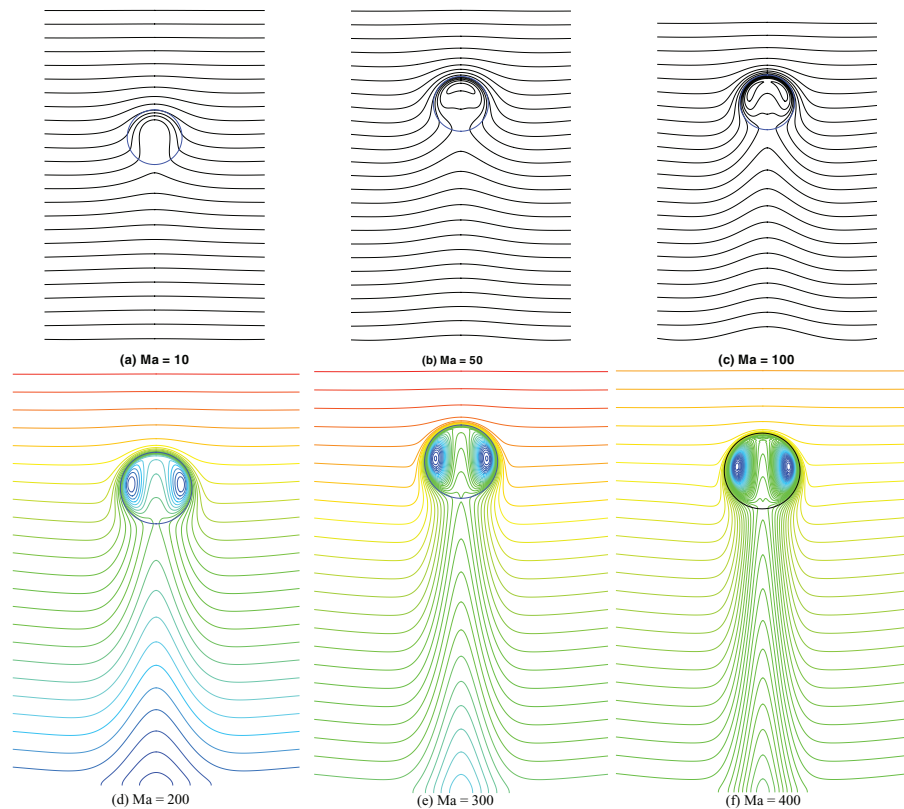 (a) Ma = 10
(b) Ma = 50
(c) Ma = 100
(d) Ma = 200
(e) Ma = 300
(f) Ma = 400